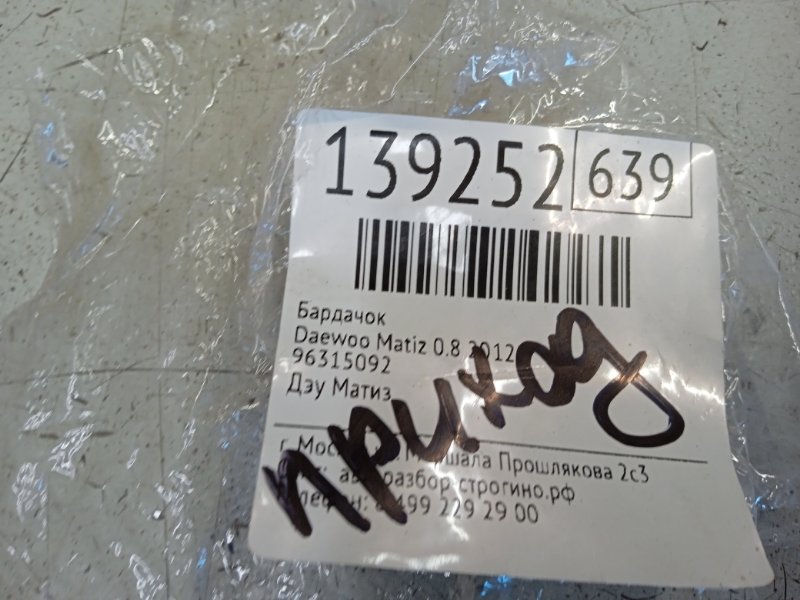 139252 639
Бардачок
Daewoo Matiz 0.8 2012
96315092
Дэу Матиз
приход
г. Маршала Прошлякова 2с3
авторазбор-строгино.рф
499 229 29 00